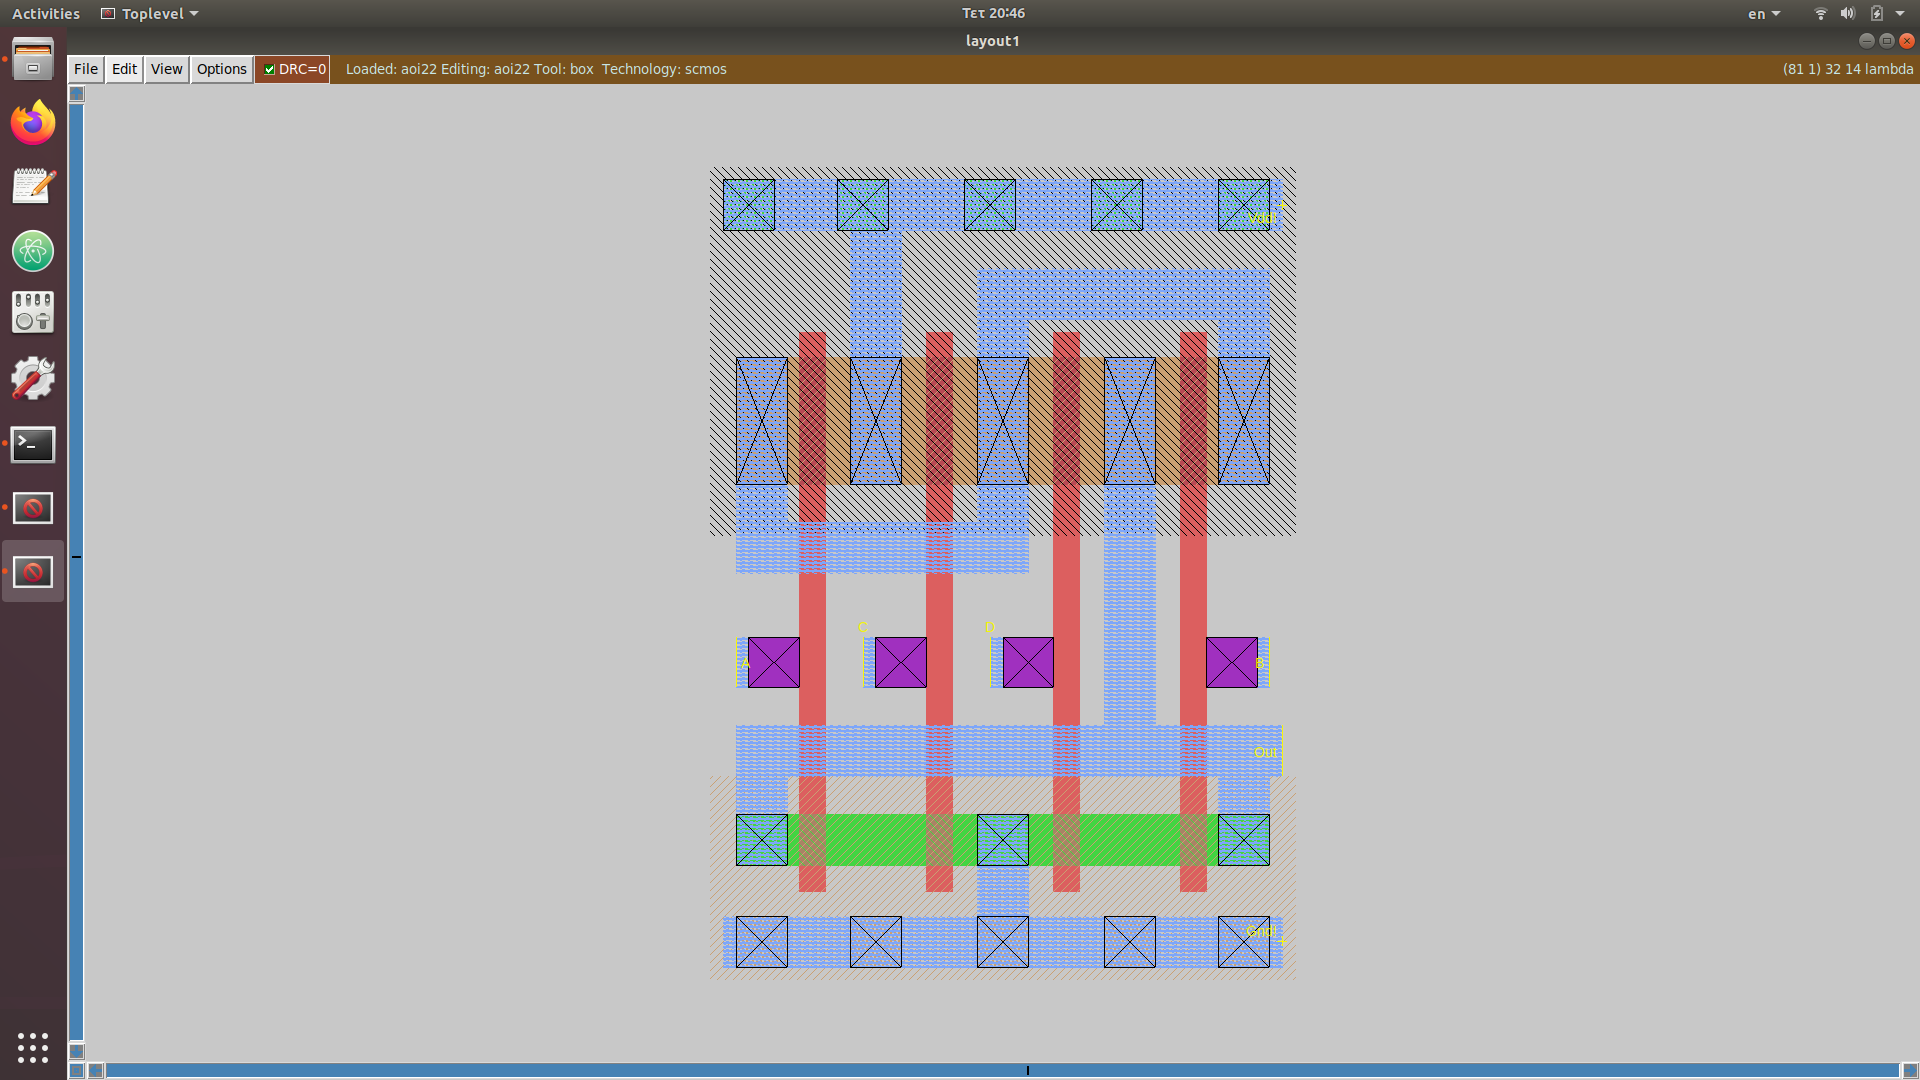 Activities Toplevel Τετ 20:46 en
layout1
File Edit View Options DRC=0 Loaded: aoi22 Editing: aoi22 Tool: box Technology: scmos (81 1) 32 14 lambda
Vdd!
C D
A B
Out
Gnd!